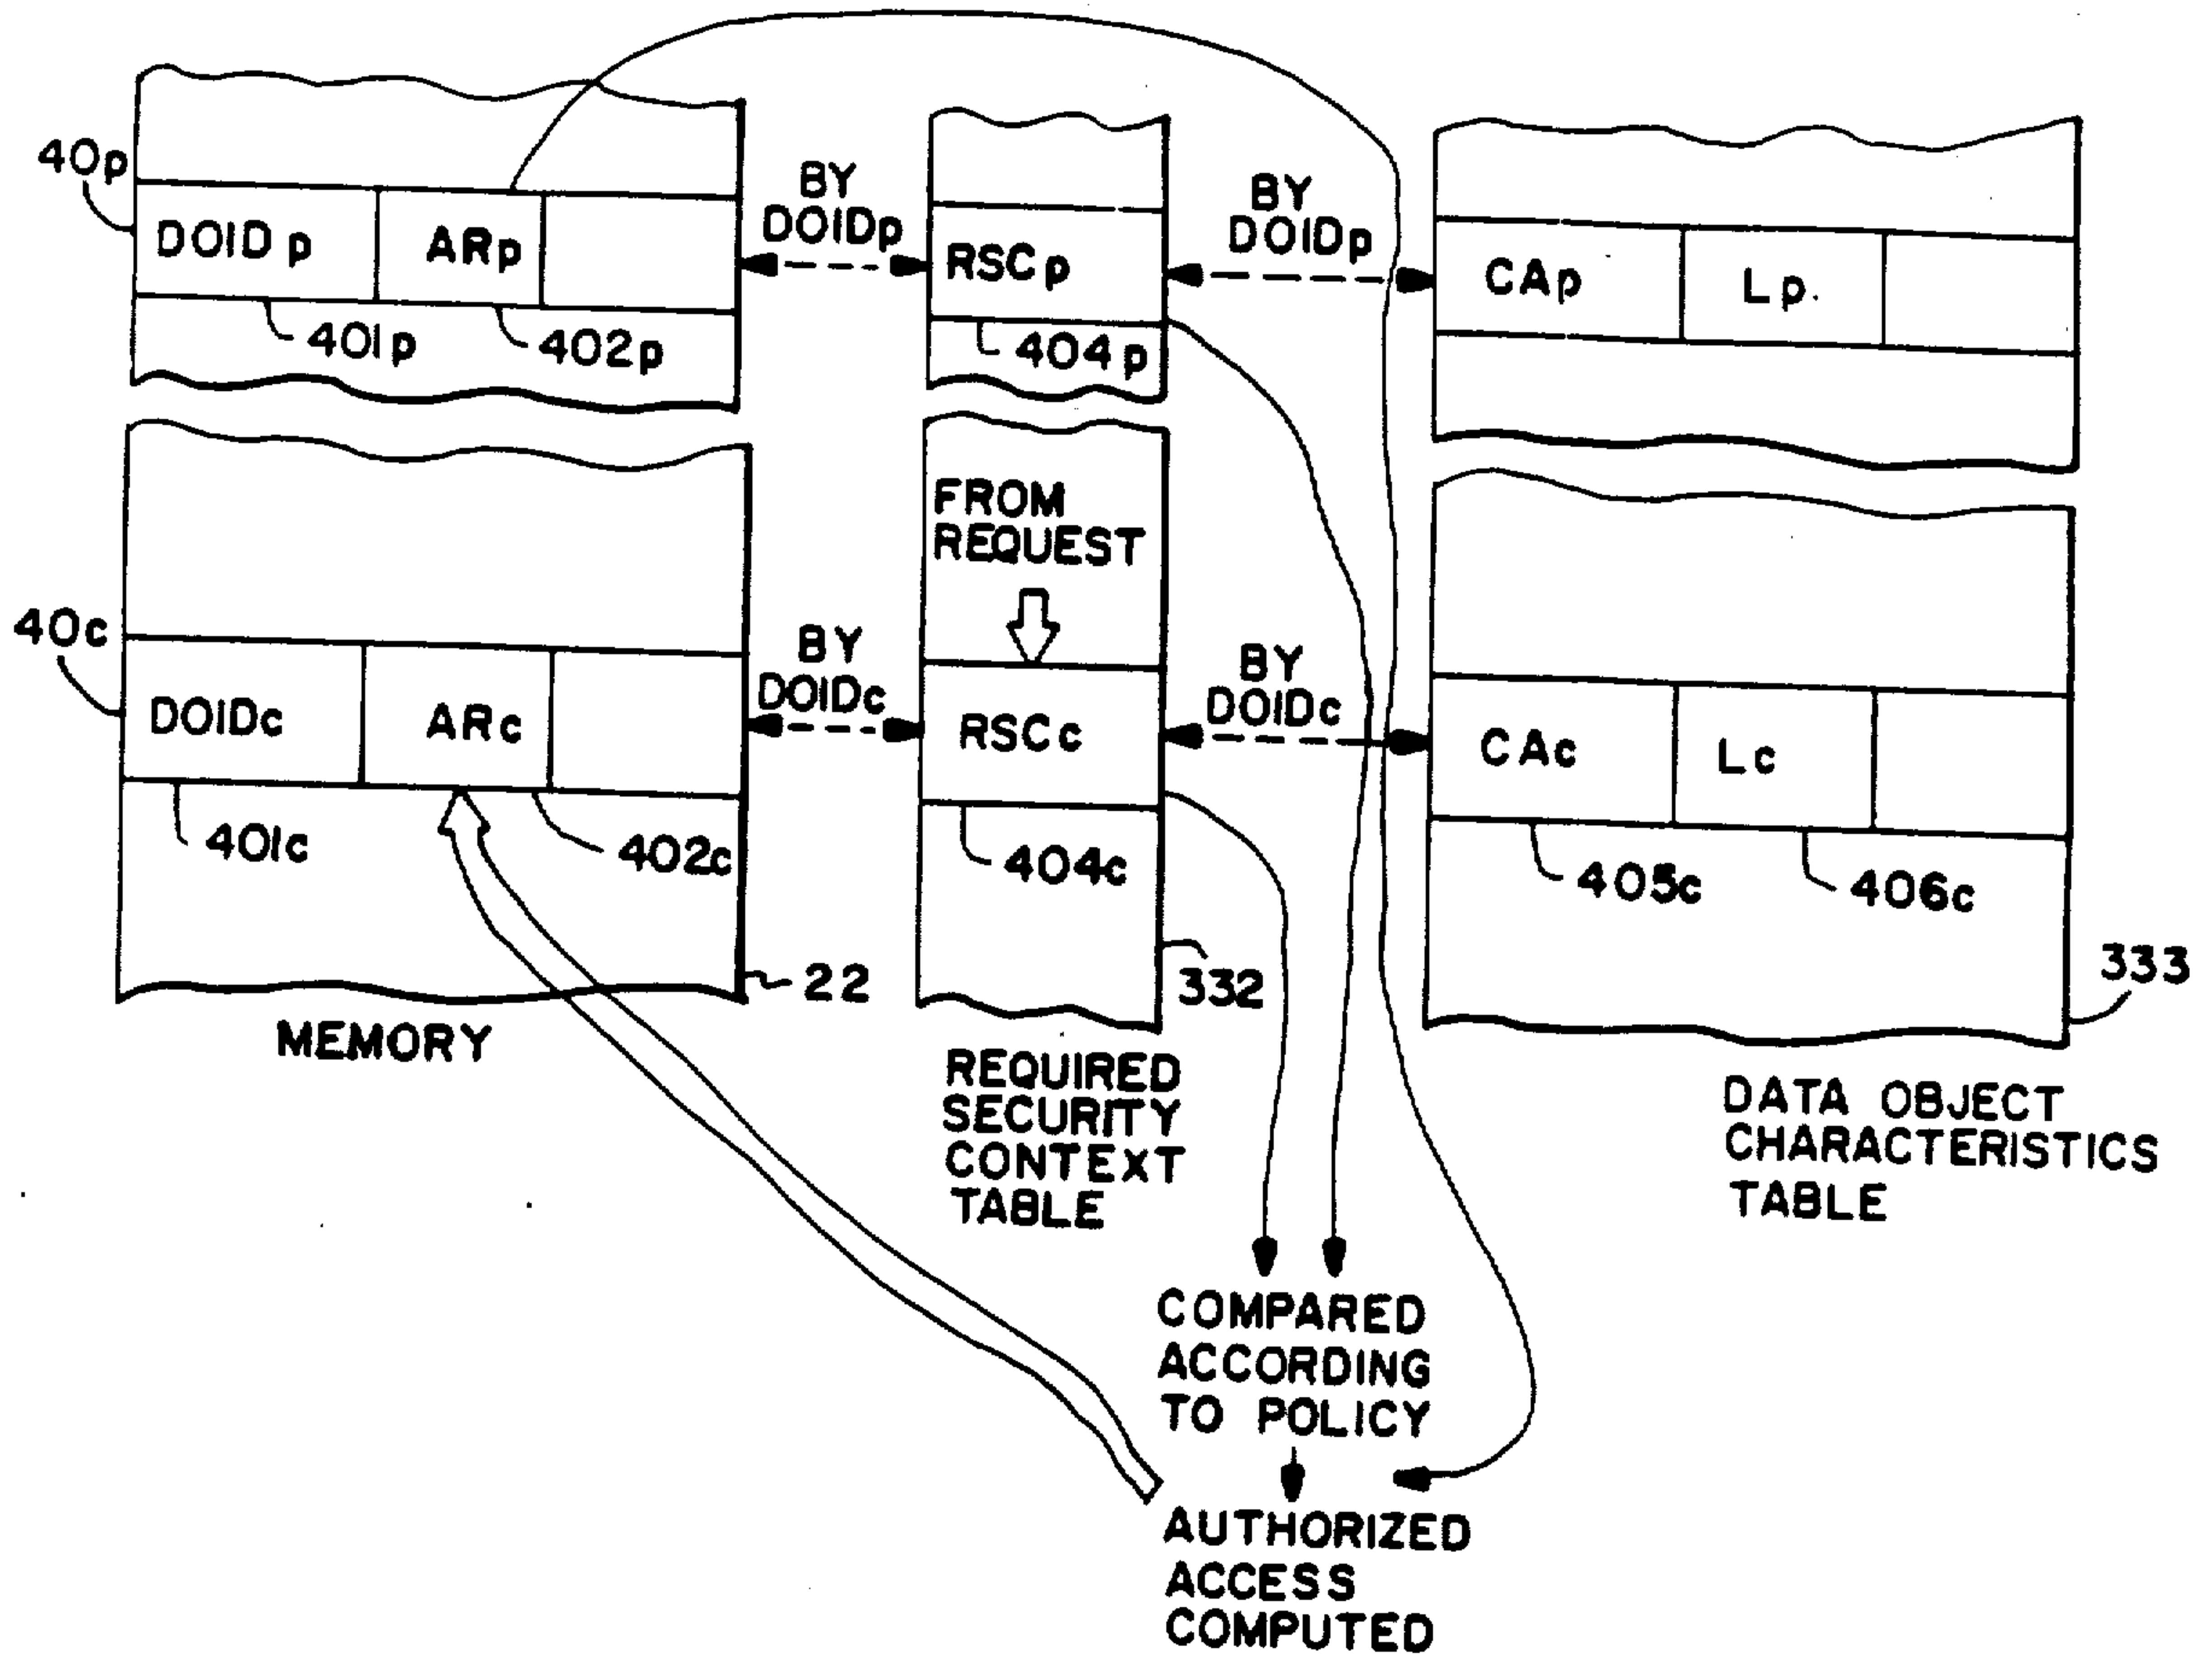 40p
DOIDp
ARp
BY
DOIDp
RSCp
BY
DOIDp
CAp
Lp
401p
402p
404p
FROM
REQUEST
40c
DOIDc
ARc
BY
DOIDc
RSCc
BY
DOIDc
CAc
Lc
401c
402c
404c
405c
406c
22
332
333
MEMORY
REQUIRED
SECURITY
CONTEXT
TABLE
DATA OBJECT
CHARACTERISTICS
TABLE
COMPARED
ACCORDING
TO POLICY
AUTHORIZED
ACCESS
COMPUTED